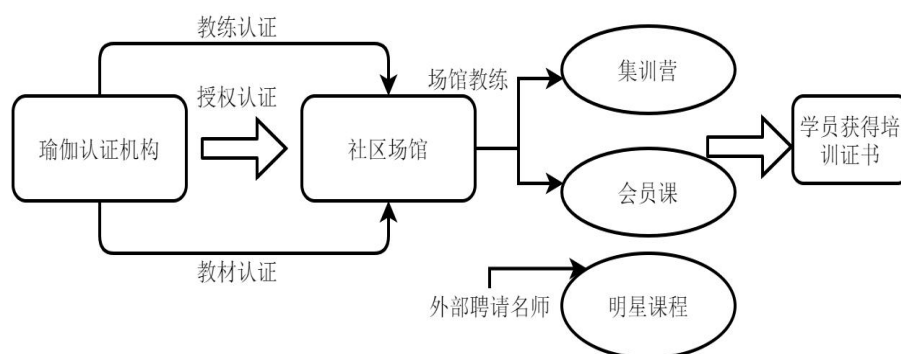 教练认证
集训营
场馆教练
授权认证
瑜伽认证机构
社区场馆
学员获得培
训证书
会员课
教材认证
外部聘请名师
明星课程